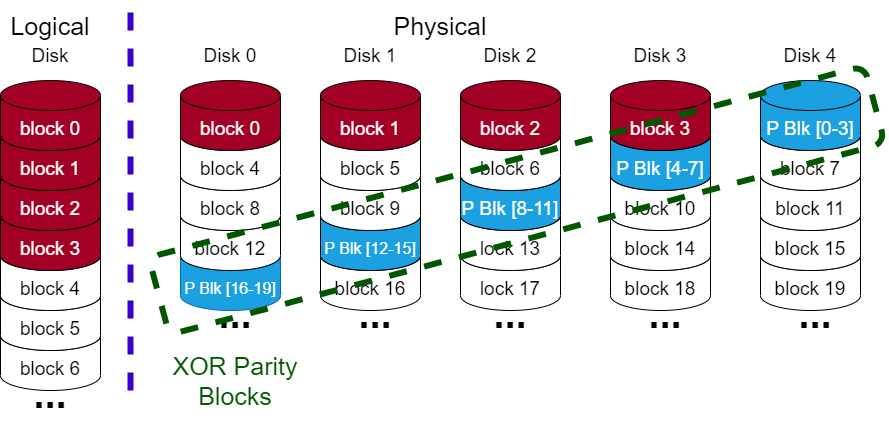 Logical
Physical
Disk
Disk 0
Disk 1
Disk 2
Disk 3
Disk 4
block 0
block 1
block 2
block 3
block 4
block 5
block 6
...
block 0
block 4
block 8
block 12
P Blk [16-19]
...
block 1
block 5
block 9
P Blk [12-15]
block 16
...
block 2
block 6
P Blk [8-11]
lock 13
lock 17
...
block 3
P Blk [4-7]
block 10
block 14
block 18
...
P Blk [0-3]
block 7
block 11
block 15
block 19
...
XOR Parity
Blocks